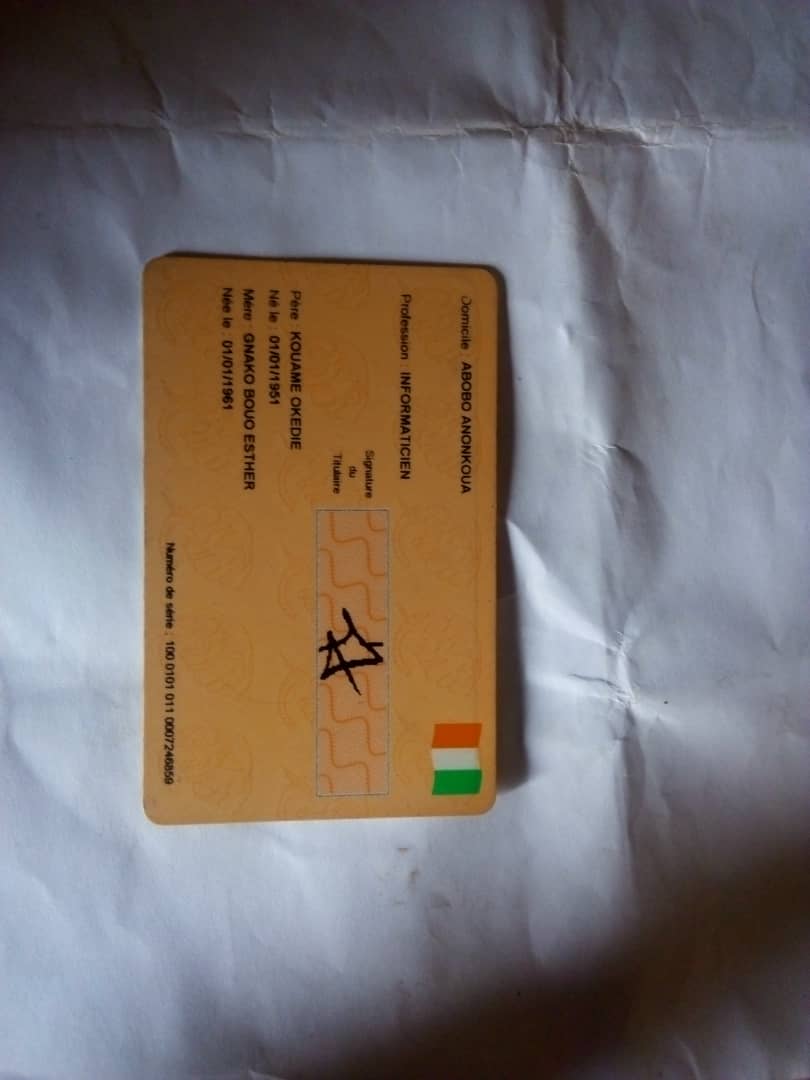 Domicile : ABOBO ANONKOUA
Profession : INFORMATICIEN
Signature
du
Titulaire
Père : KOUAME OKEDIE
Né le : 01/01/1951
Mère : GNAKO BOUO ESTHER
Née le : 01/01/1961
Numéro de série : 100 0101 011 0007246859